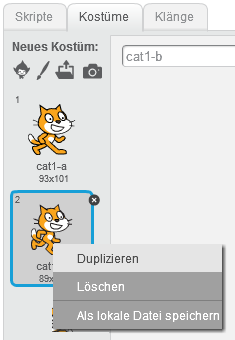 Skripte Kostüme Klänge
Neues Kostüm:
cat1-b
1
cat1-a
93x101
2
Duplizieren
Löschen
Als lokale Datei speichern